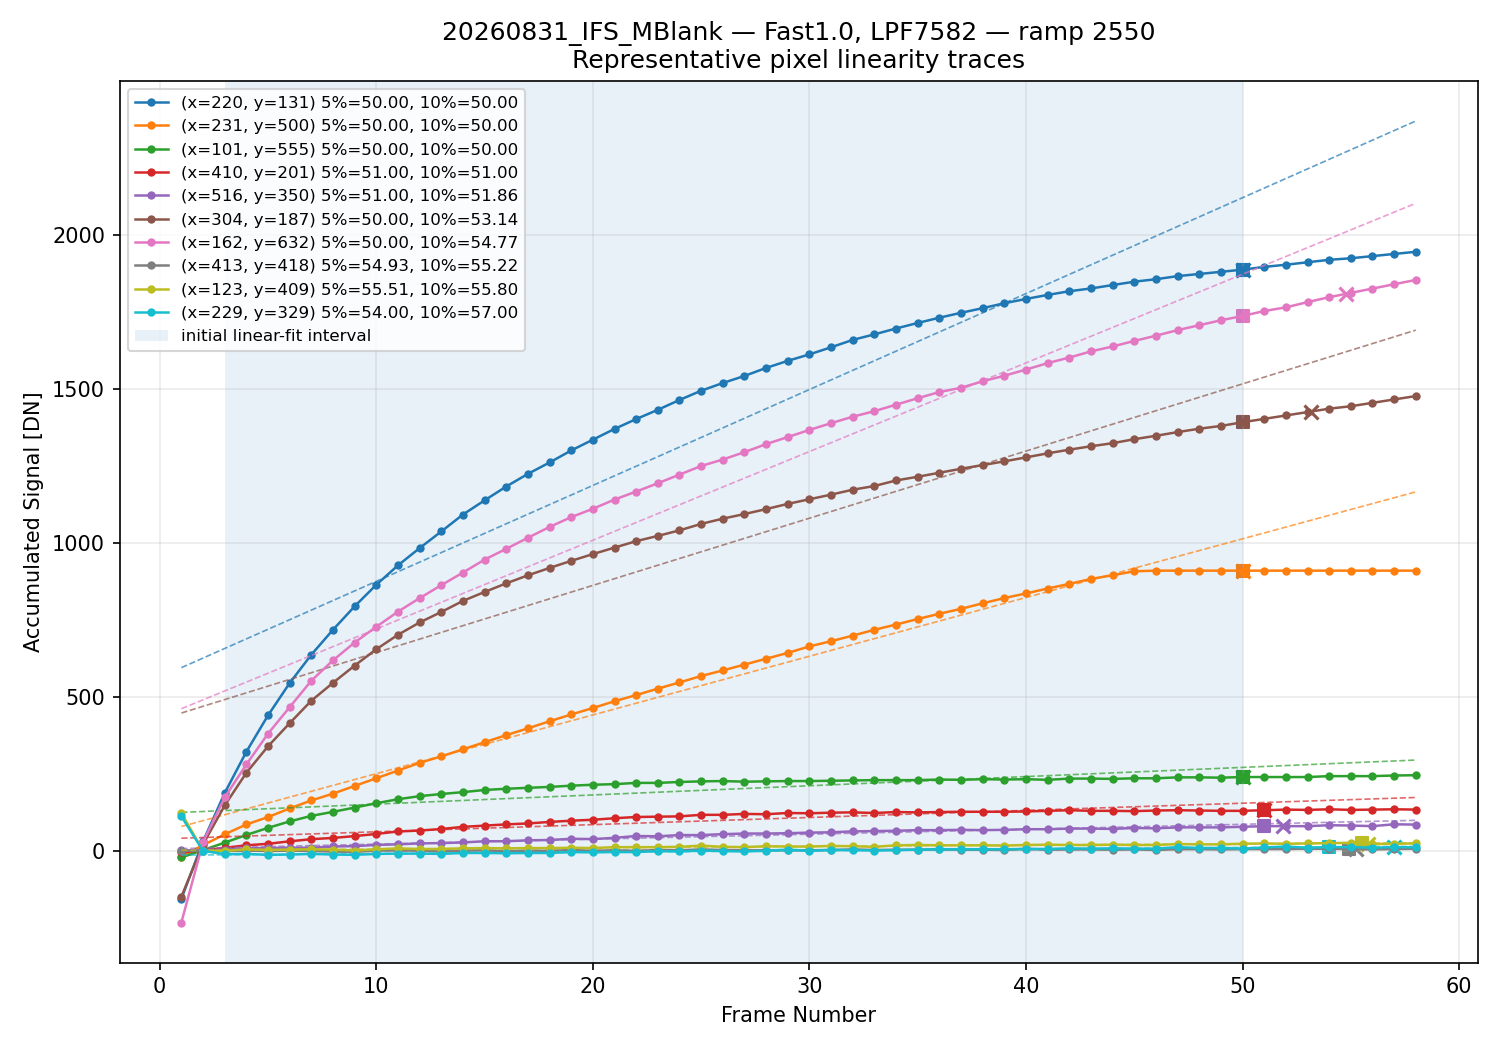 20260831_IFS_MBlank — Fast1.0, LPF7582 — ramp 2550
Representative pixel linearity traces
(x=220, y=131) 5%=50.00, 10%=50.00
(x=231, y=500) 5%=50.00, 10%=50.00
(x=101, y=555) 5%=50.00, 10%=50.00
(x=410, y=201) 5%=51.00, 10%=51.00
(x=516, y=350) 5%=51.00, 10%=51.86
(x=304, y=187) 5%=50.00, 10%=53.14
(x=162, y=632) 5%=50.00, 10%=54.77
(x=413, y=418) 5%=54.93, 10%=55.22
(x=123, y=409) 5%=55.51, 10%=55.80
(x=229, y=329) 5%=54.00, 10%=57.00
initial linear-fit interval
Accumulated Signal [DN]
2000
1500
1000
500
0
0 10 20 30 40 50 60
Frame Number